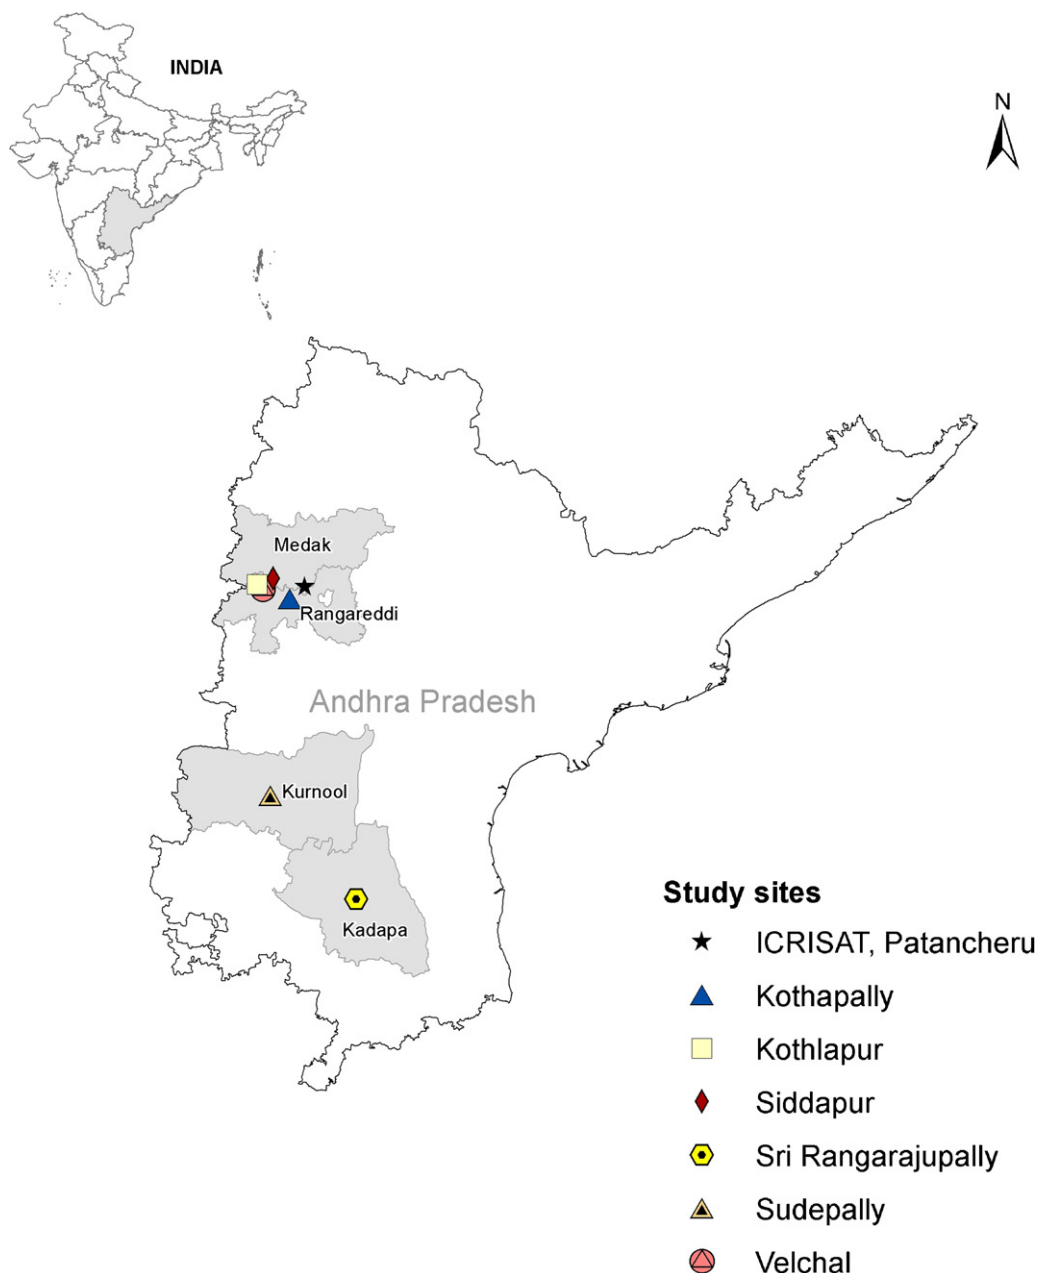 INDIA
N
Medak
Rangareddi
Andhra Pradesh
Kurnool
Kadapa
Study sites
ICRISAT, Patancheru
Kothapally
Kothlapur
Siddapur
Sri Rangarajupally
Sudepally
Velchal